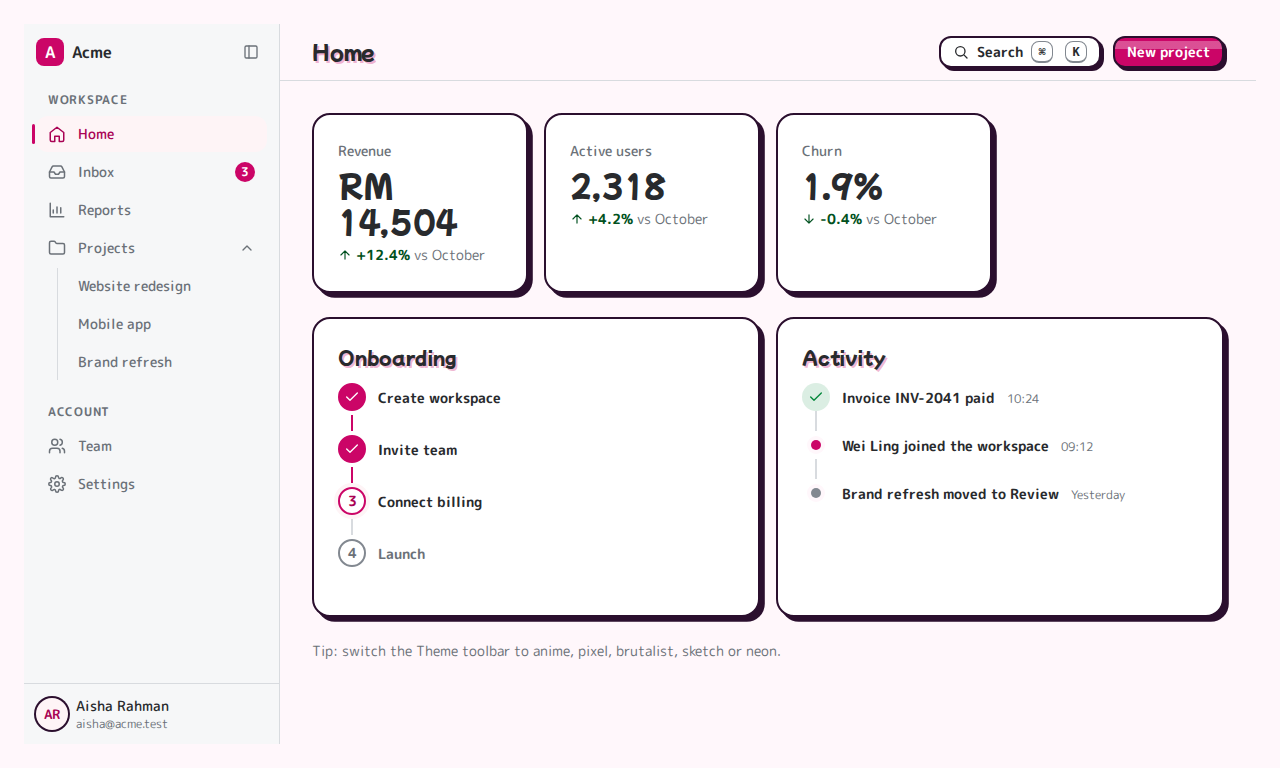 A Acme
WORKSPACE
Home
Inbox 3
Reports
Projects
Website redesign
Mobile app
Brand refresh
ACCOUNT
Team
Settings
AR Aisha Rahman
aisha@acme.test
Home
Search ⌘ K
New project
Revenue
RM
14,504
↑ +12.4% vs October
Active users
2,318
↑ +4.2% vs October
Churn
1.9%
↓ -0.4% vs October
Onboarding
Create workspace
Invite team
3 Connect billing
4 Launch
Activity
Invoice INV-2041 paid 10:24
Wei Ling joined the workspace 09:12
Brand refresh moved to Review Yesterday
Tip: switch the Theme toolbar to anime, pixel, brutalist, sketch or neon.